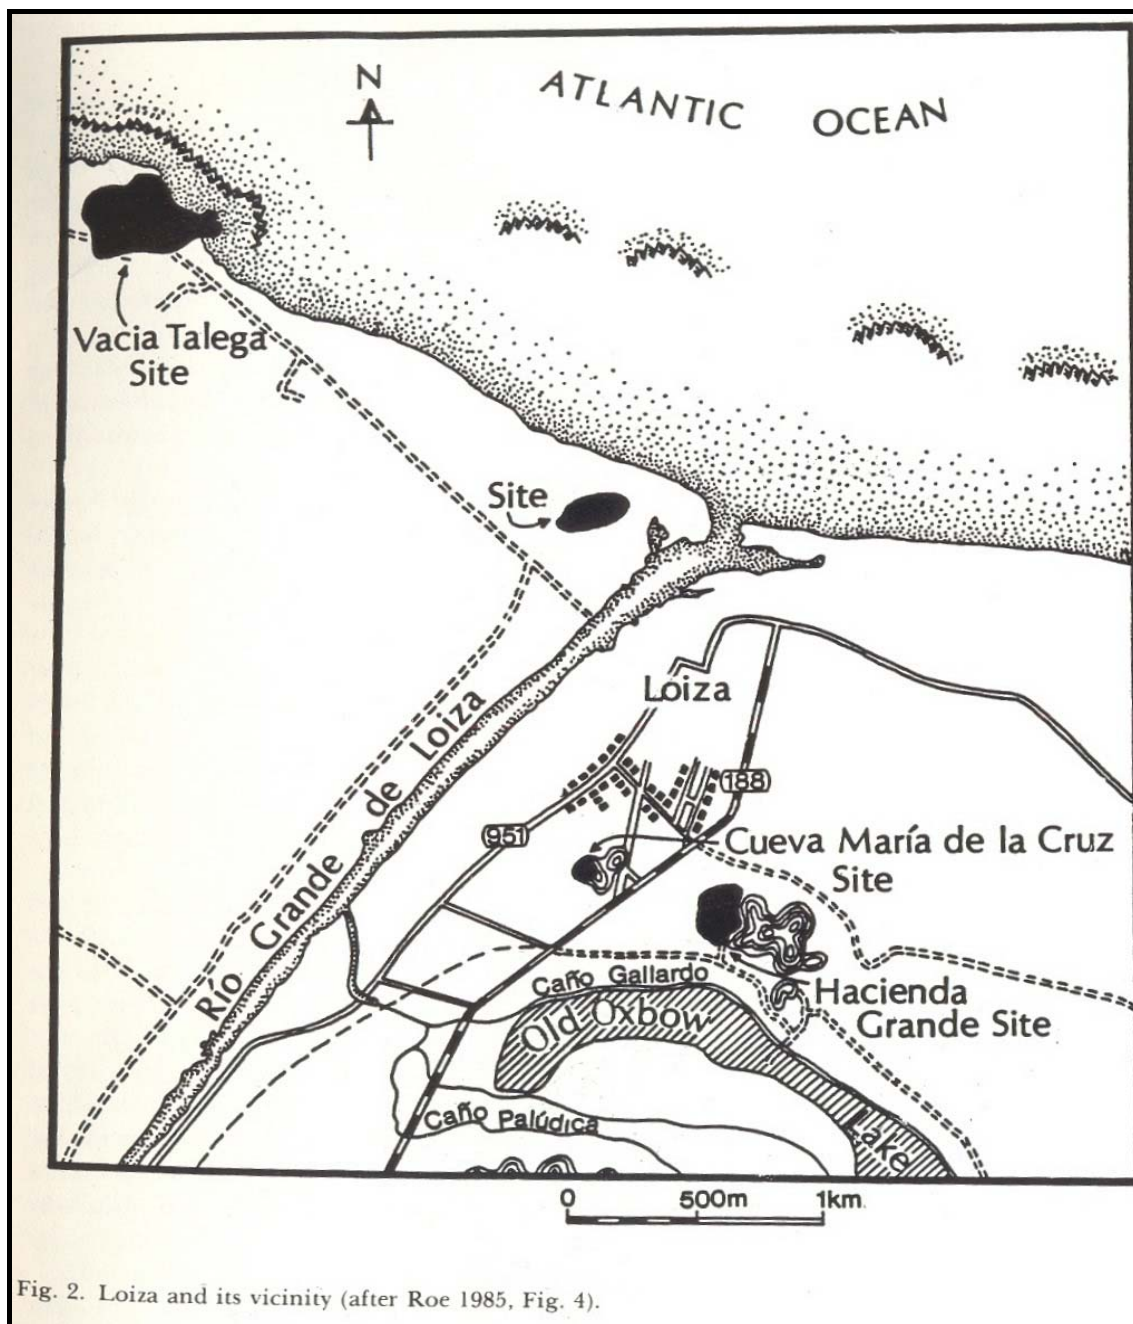 N
ATLANTIC OCEAN
Vacia Talega
Site
Site
Loiza
Río Grande de Loiza
188
951
Cueva María de la Cruz
Site
Caño Gallardo
Hacienda
Grande Site
Old Oxbow Lake
Caño Palúdica
0 500m 1km.
Fig. 2. Loiza and its vicinity (after Roe 1985, Fig. 4).